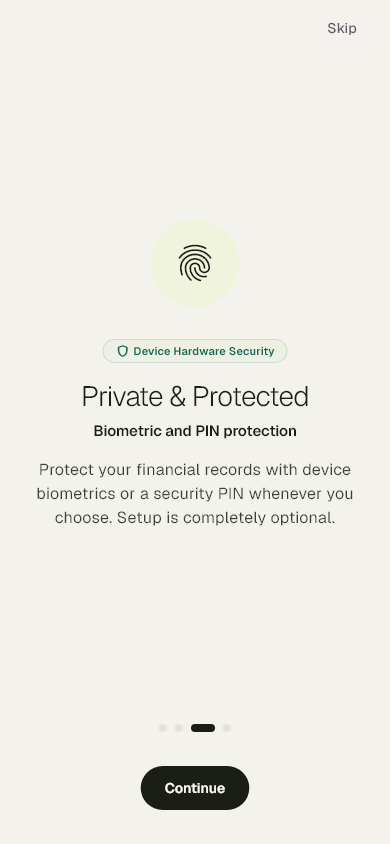 Skip
Device Hardware Security
Private & Protected
Biometric and PIN protection
Protect your financial records with device
biometrics or a security PIN whenever you
choose. Setup is completely optional.
Continue